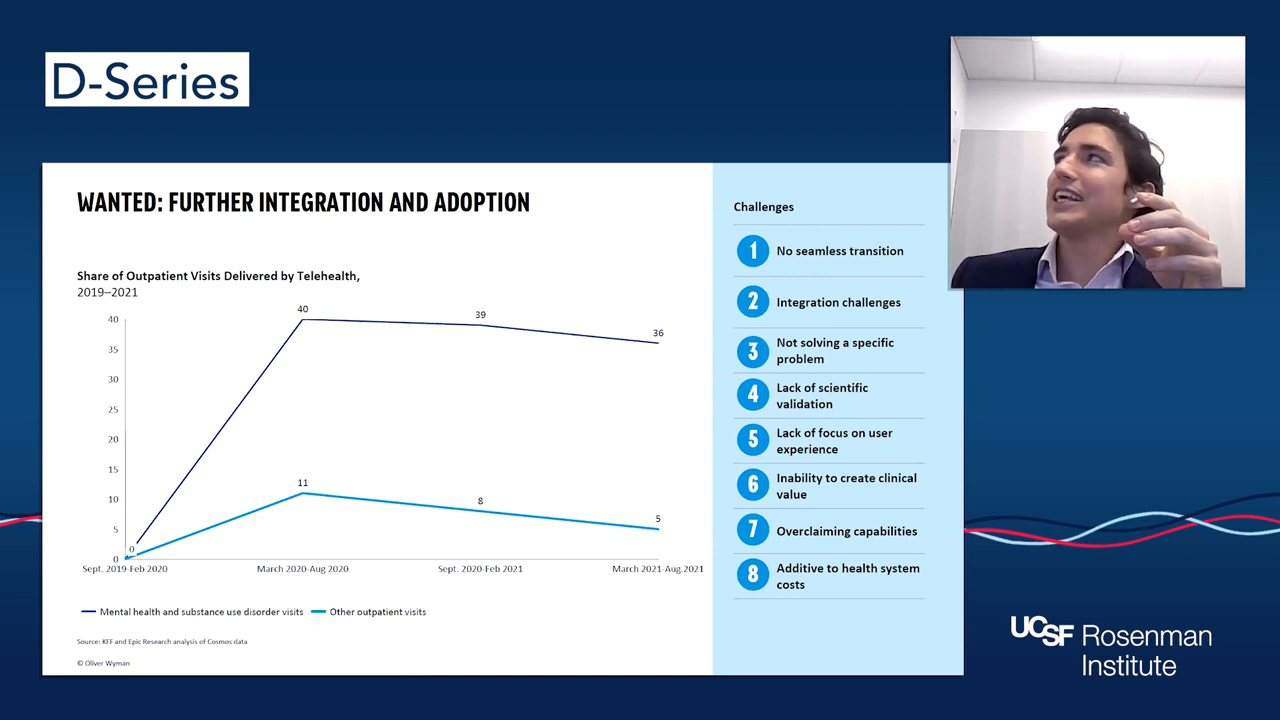 D-Series
WANTED: FURTHER INTEGRATION AND ADOPTION
Share of Outpatient Visits Delivered by Telehealth,
2019–2021
40
35
30
25
20
15
10
5
0
0
40
39
36
11
8
5
Sept. 2019-Feb 2020
March 2020-Aug.2020
Sept. 2020-Feb 2021
March 2021-Aug.2021
Mental health and substance use disorder visits
Other outpatient visits
Source: KFF and Epic Research analysis of Cosmos data
© Oliver Wyman
Challenges
1 No seamless transition
2 Integration challenges
3 Not solving a specific
problem
4 Lack of scientific
validation
5 Lack of focus on user
experience
6 Inability to create clinical
value
7 Overclaiming capabilities
8 Additive to health system
costs
UCSF Rosenman
Institute